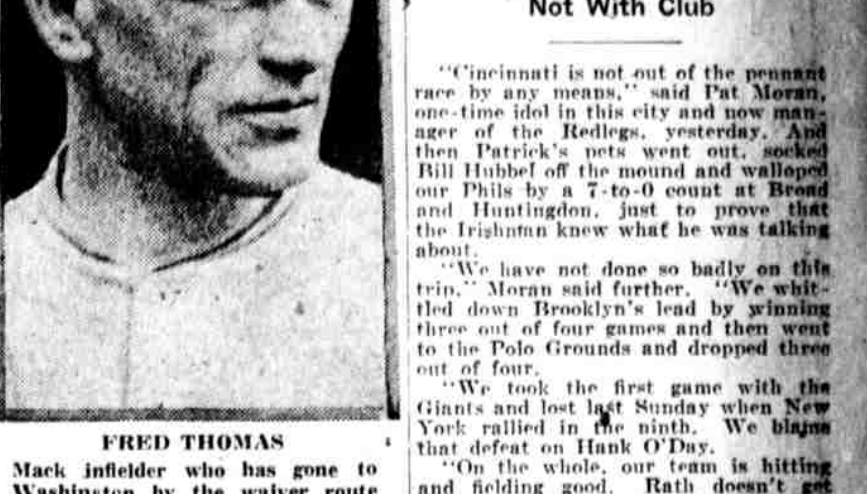 Not With Club
"Cincinnati is not out of the pennant
race by any means," said Pat Moran,
one-time idol in this city and now man-
ager of the Redlegs, yesterday. And
then Patrick's pets went out, socked
Bill Hubbel off the mound and walloped
our Phils by a 7-to-0 count at Broad
and Huntingdon, just to prove that
the Irishman knew what he was talking
about.
"We have not done so badly on this
trip," Moran said further. "We whit-
tled down Brooklyn's lead by winning
three out of four games and then went
to the Polo Grounds and dropped three
out of four.
"We took the first game with the
Giants and lost last Sunday when New
York rallied in the ninth. We blame
that defeat on Hank O'Day.
"On the whole, our team is hitting
and fielding good. Rath doesn't get
FRED THOMAS
Mack infielder who has gone to
Washington by the waiver route